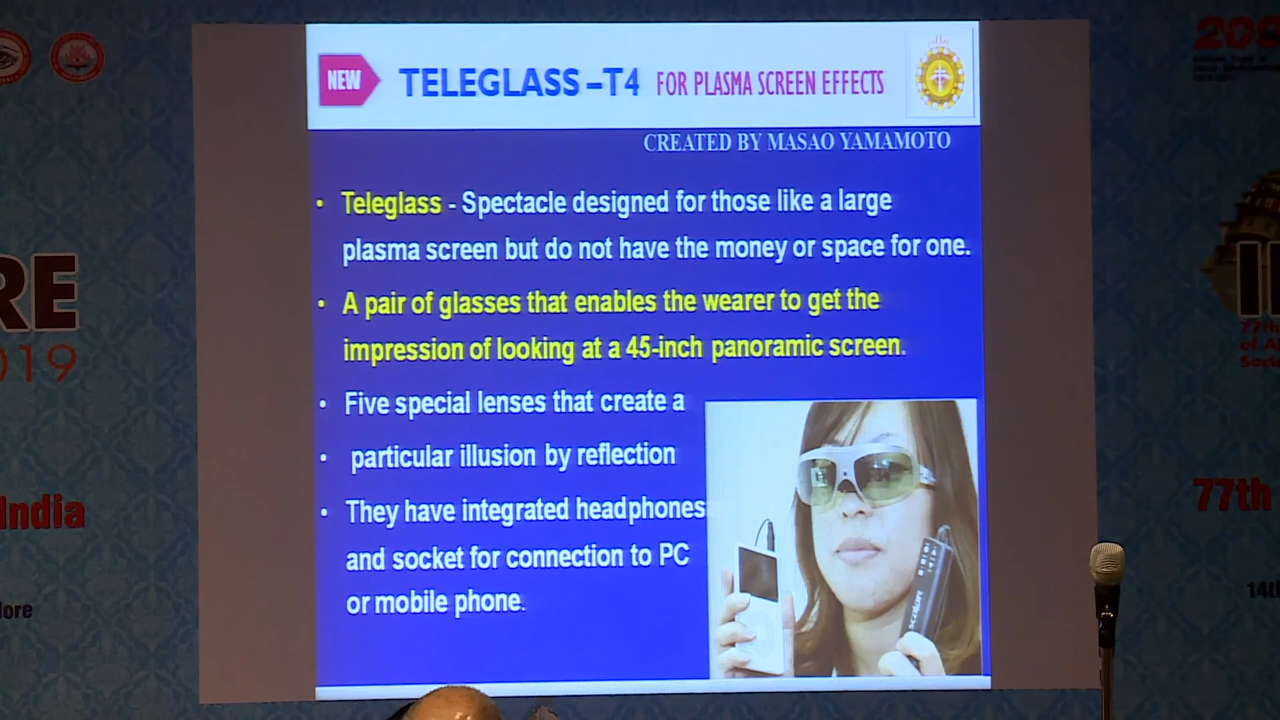 NEW
TELEGLASS –T4 FOR PLASMA SCREEN EFFECTS
CREATED BY MASAO YAMAMOTO
• Teleglass - Spectacle designed for those like a large
plasma screen but do not have the money or space for one.
• A pair of glasses that enables the wearer to get the
impression of looking at a 45-inch panoramic screen.
• Five special lenses that create a
• particular illusion by reflection
• They have integrated headphones
and socket for connection to PC
or mobile phone.
scalar
RE
019
India
lore
77th
14th